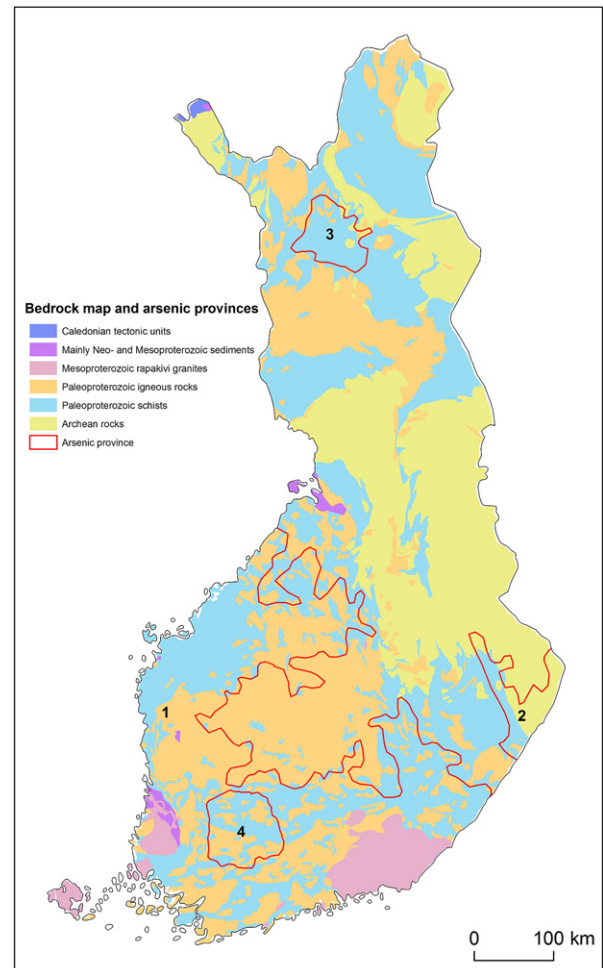 3
Bedrock map and arsenic provinces
Caledonian tectonic units
Mainly Neo- and Mesoproterozoic sediments
Mesoproterozoic rapakivi granites
Paleoproterozoic igneous rocks
Paleoproterozoic schists
Archean rocks
Arsenic province
1
2
4
0 100 km